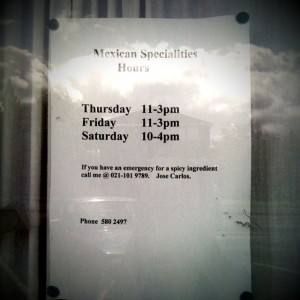 Mexican Specialities
Hours
Thursday 11-3pm
Friday 11-3pm
Saturday 10-4pm
If you have an emergency for a spicy ingredient
call me @ 021-101 9789. Jose Carlos.
Phone 580 2497